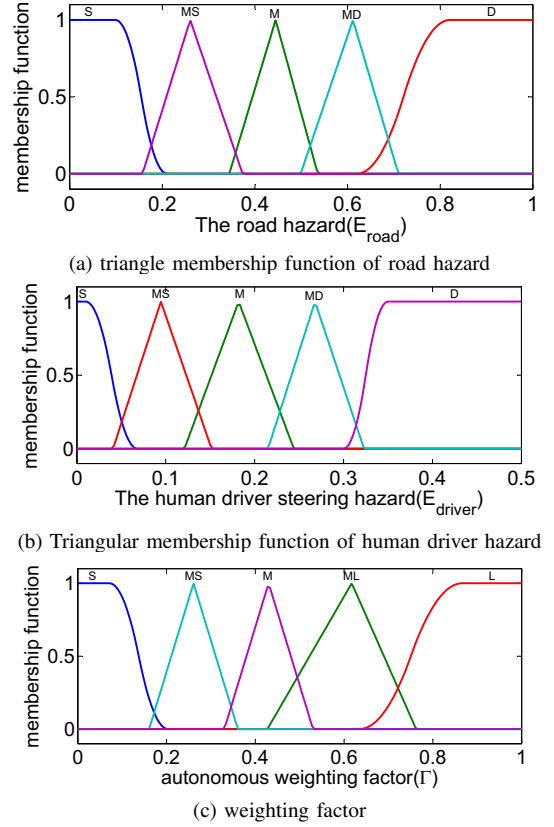 S MS M MD D
1
0.5
0
membership function
0 0.2 0.4 0.6 0.8 1
The road hazard(E_road)
(a) triangle membership function of road hazard
S MS M MD D
1
0.5
0
membership function
0 0.1 0.2 0.3 0.4 0.5
The human driver steering hazard(E_driver)
(b) Triangular membership function of human driver hazard
S MS M ML L
1
0.5
0
membership function
0 0.2 0.4 0.6 0.8 1
autonomous weighting factor(Γ)
(c) weighting factor